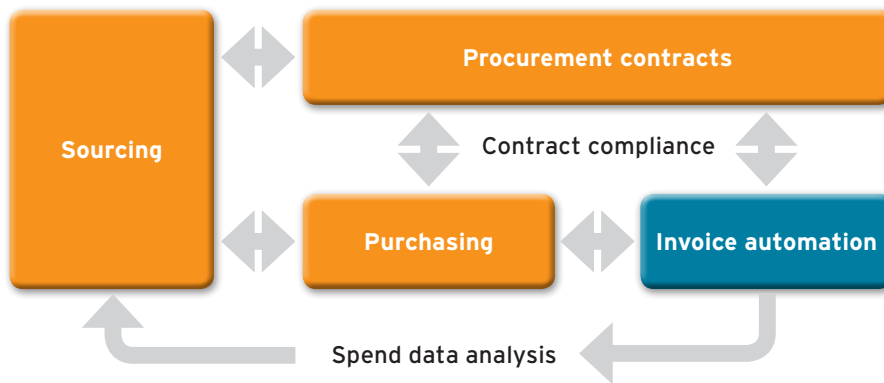 Procurement contracts
Sourcing
Contract compliance
Purchasing
Invoice automation
Spend data analysis